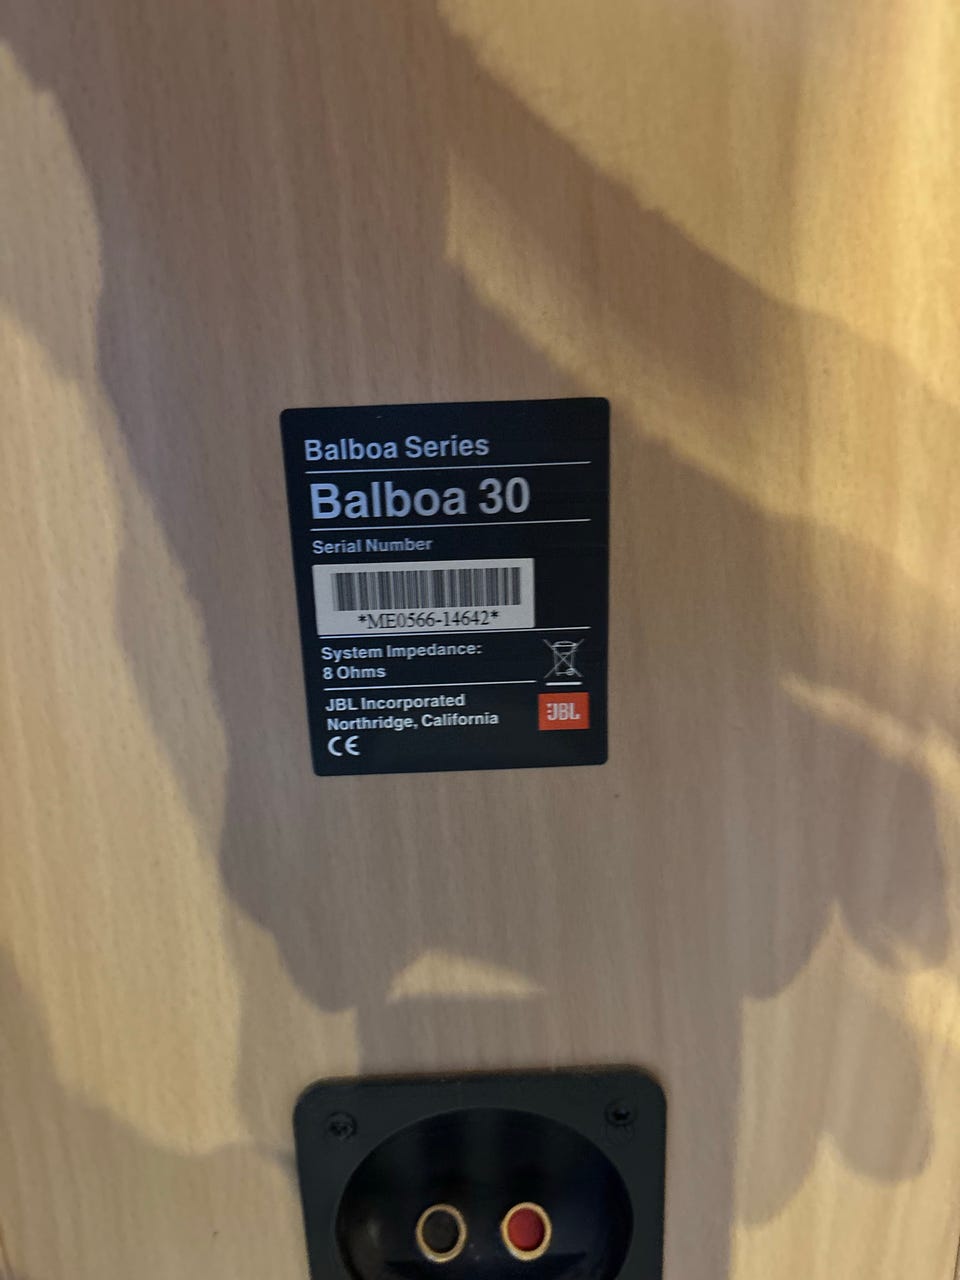 Balboa Series
Balboa 30
Serial Number
*ME0566-14642*
System Impedance:
8 Ohms
JBL Incorporated
Northridge, California
JBL
CE